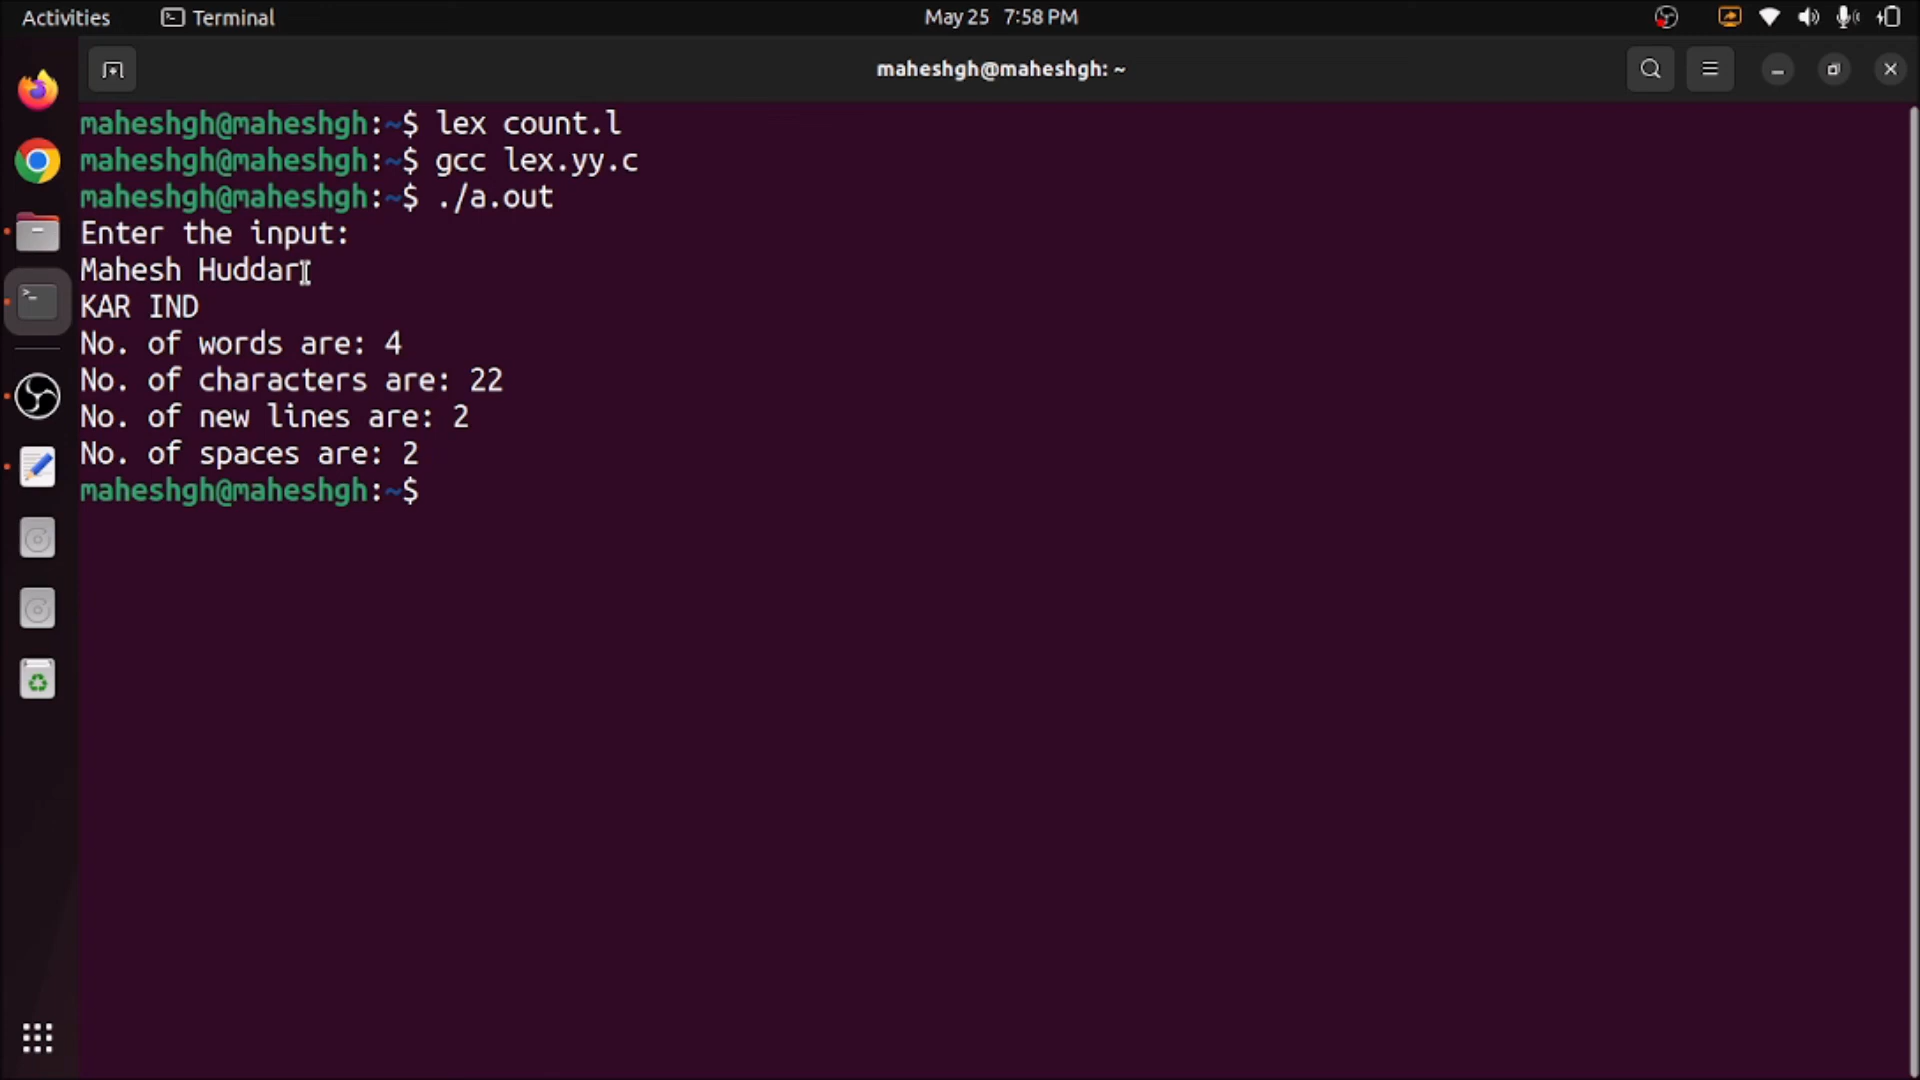 Activities Terminal May 25 7:58 PM
maheshgh@maheshgh: ~
maheshgh@maheshgh:~$ lex count.l
maheshgh@maheshgh:~$ gcc lex.yy.c
maheshgh@maheshgh:~$ ./a.out
Enter the input:
Mahesh Huddar
KAR IND
No. of words are: 4
No. of characters are: 22
No. of new lines are: 2
No. of spaces are: 2
maheshgh@maheshgh:~$